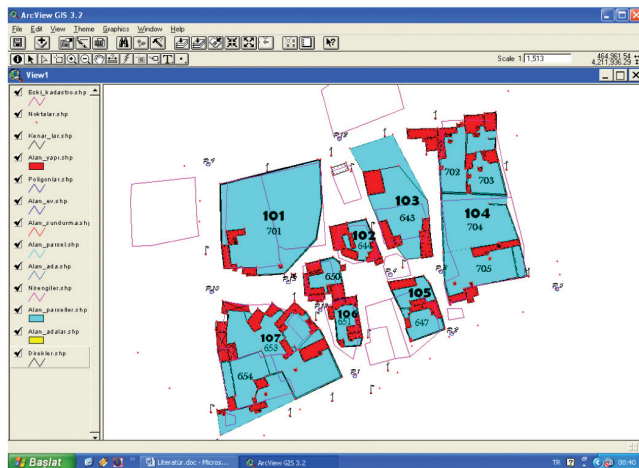 ArcView GIS 3.2
File Edit View Theme Graphics Window Help
Scale 1: 1,513
464,961.54
4,211,936.29
View1
Eski_kadastro.shp
Noktalar.shp
Kenar_lar.shp
Alan_yapi.shp
Poligonlar.shp
Alan_ev.shp
Alan_sundurma.shp
Alan_parsel.shp
Alan_ada.shp
Nirengiler.shp
Alan_parseller.shp
Alan_adalar.shp
Direkler.shp
101
701
102
644
103
643
702
703
104
704
705
650
106
651
105
647
107
653
654
Başlat
Literatür.doc - Micros...
ArcView GIS 3.2
TR
08:40